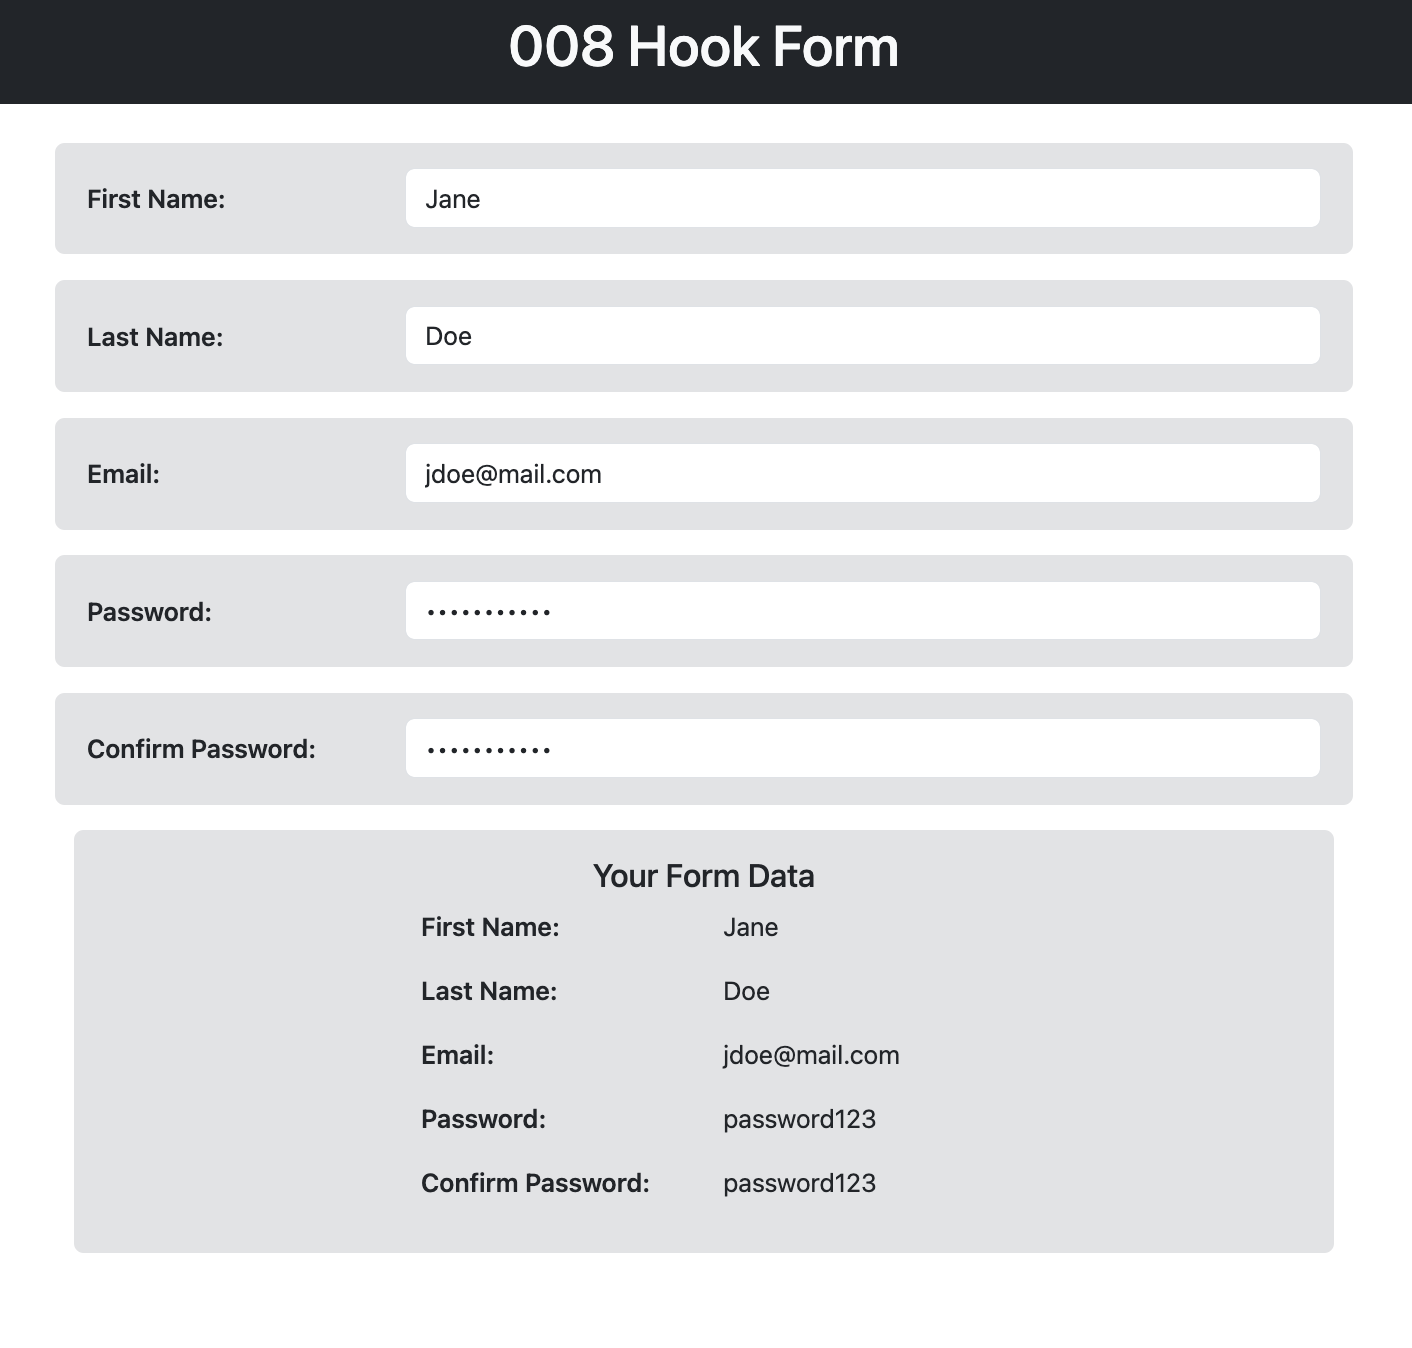 008 Hook Form
First Name: Jane
Last Name: Doe
Email: jdoe@mail.com
Password: •••••••••••
Confirm Password: •••••••••••
Your Form Data
First Name: Jane
Last Name: Doe
Email: jdoe@mail.com
Password: password123
Confirm Password: password123